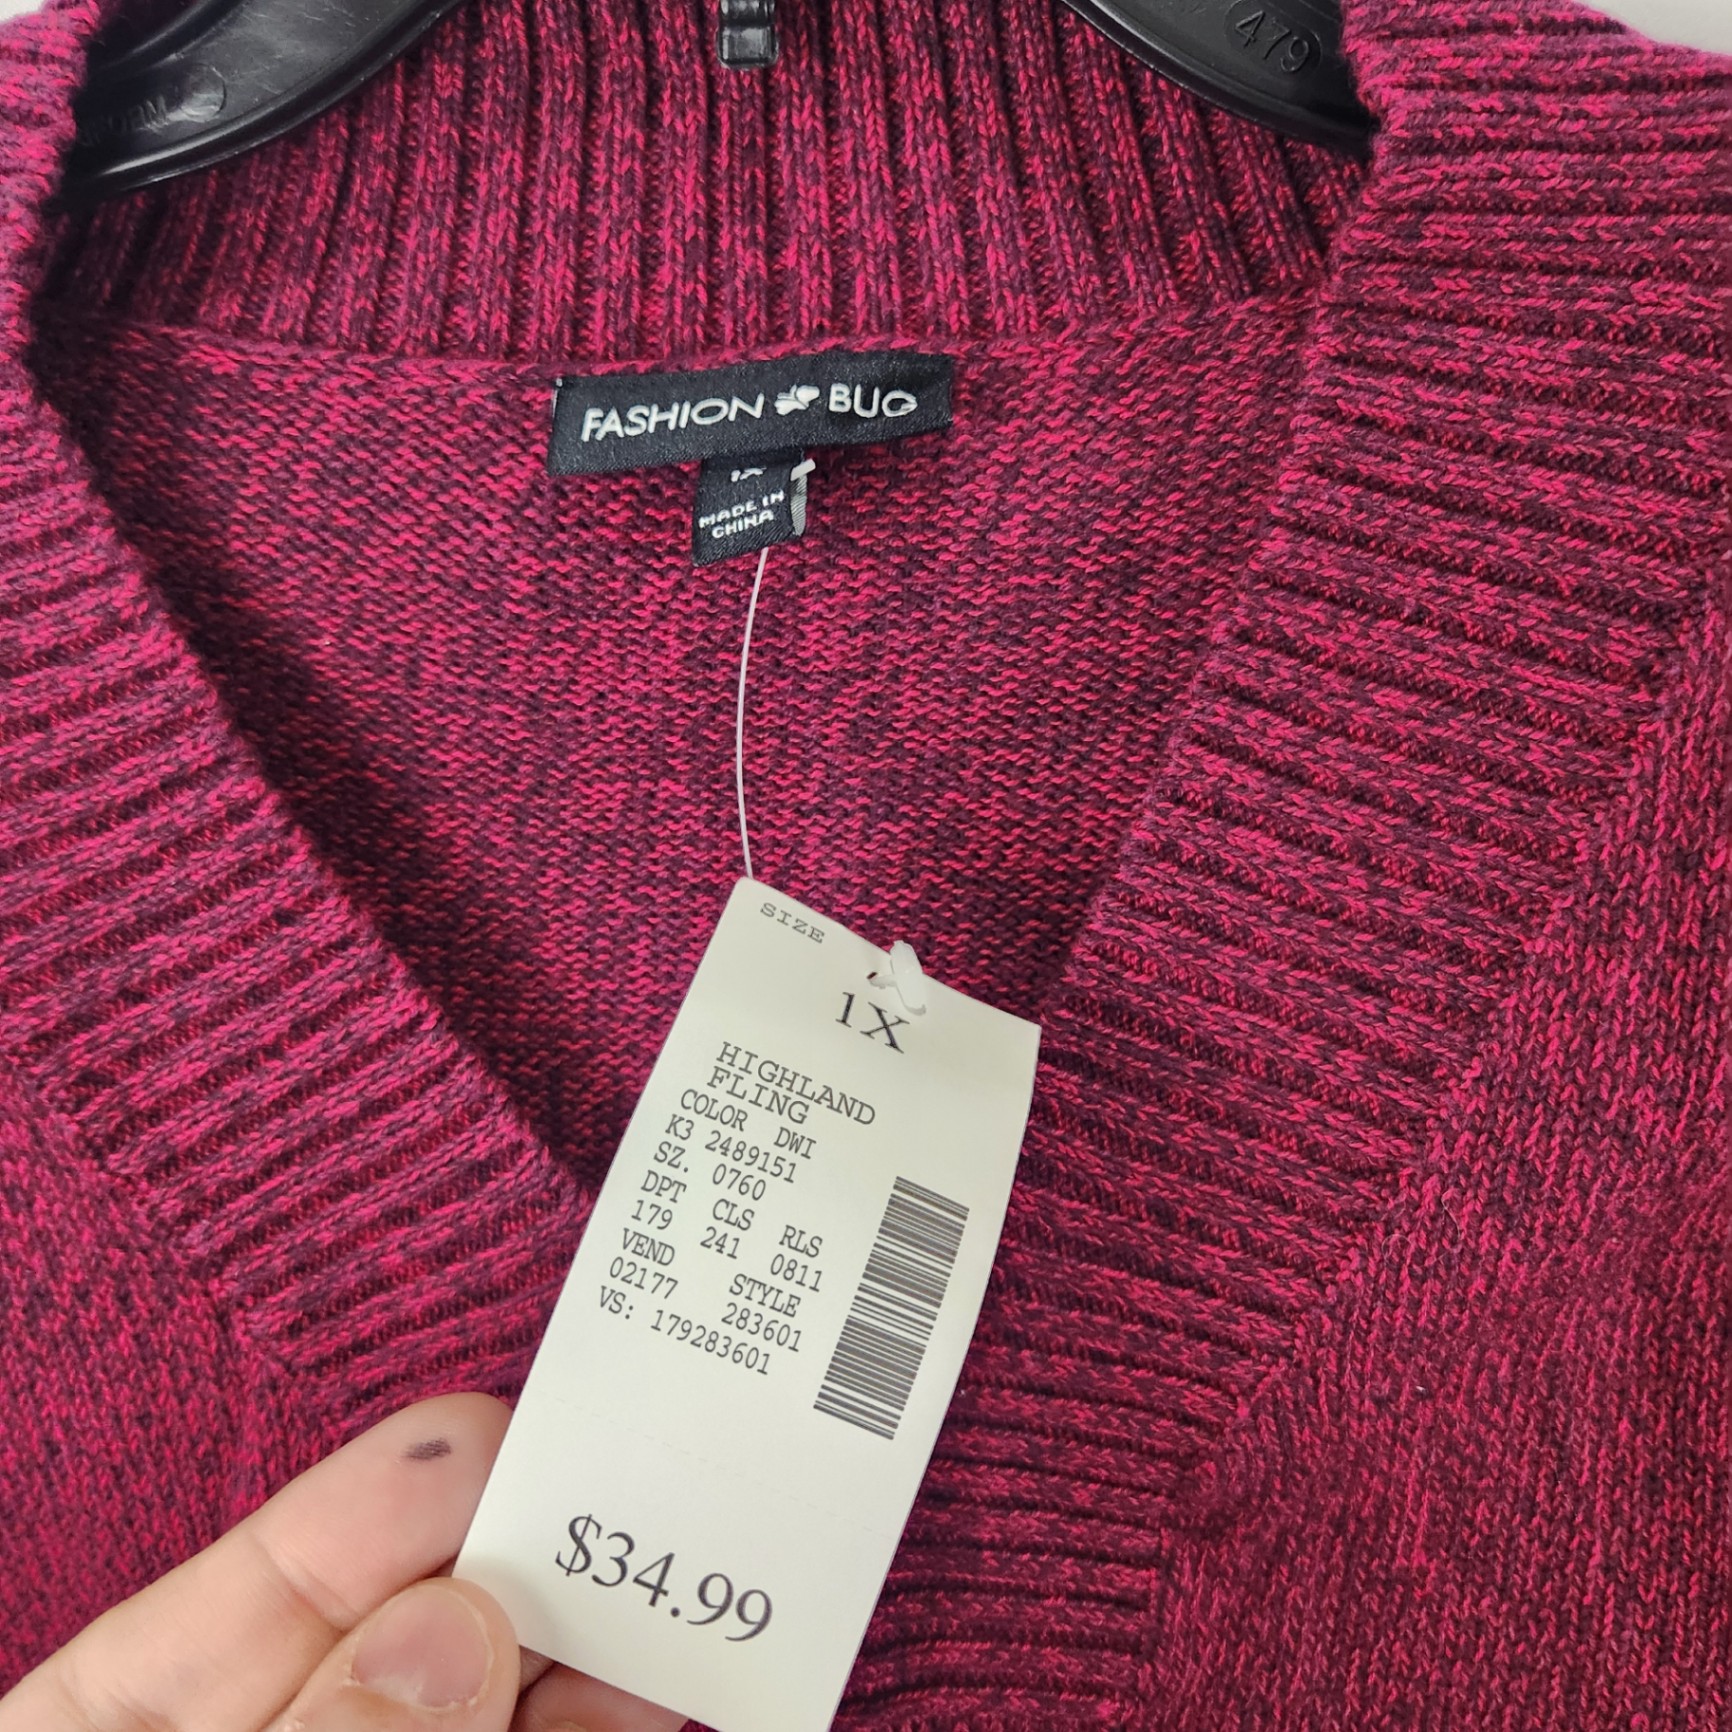 479
FASHION BUG
1X
MADE IN
CHINA
SIZE
1X
HIGHLAND
FLING
COLOR DWI
K3 2489151
SZ. 0760
DPT CLS RLS
179 241 0811
VEND STYLE
02177 283601
VS: 179283601
$34.99